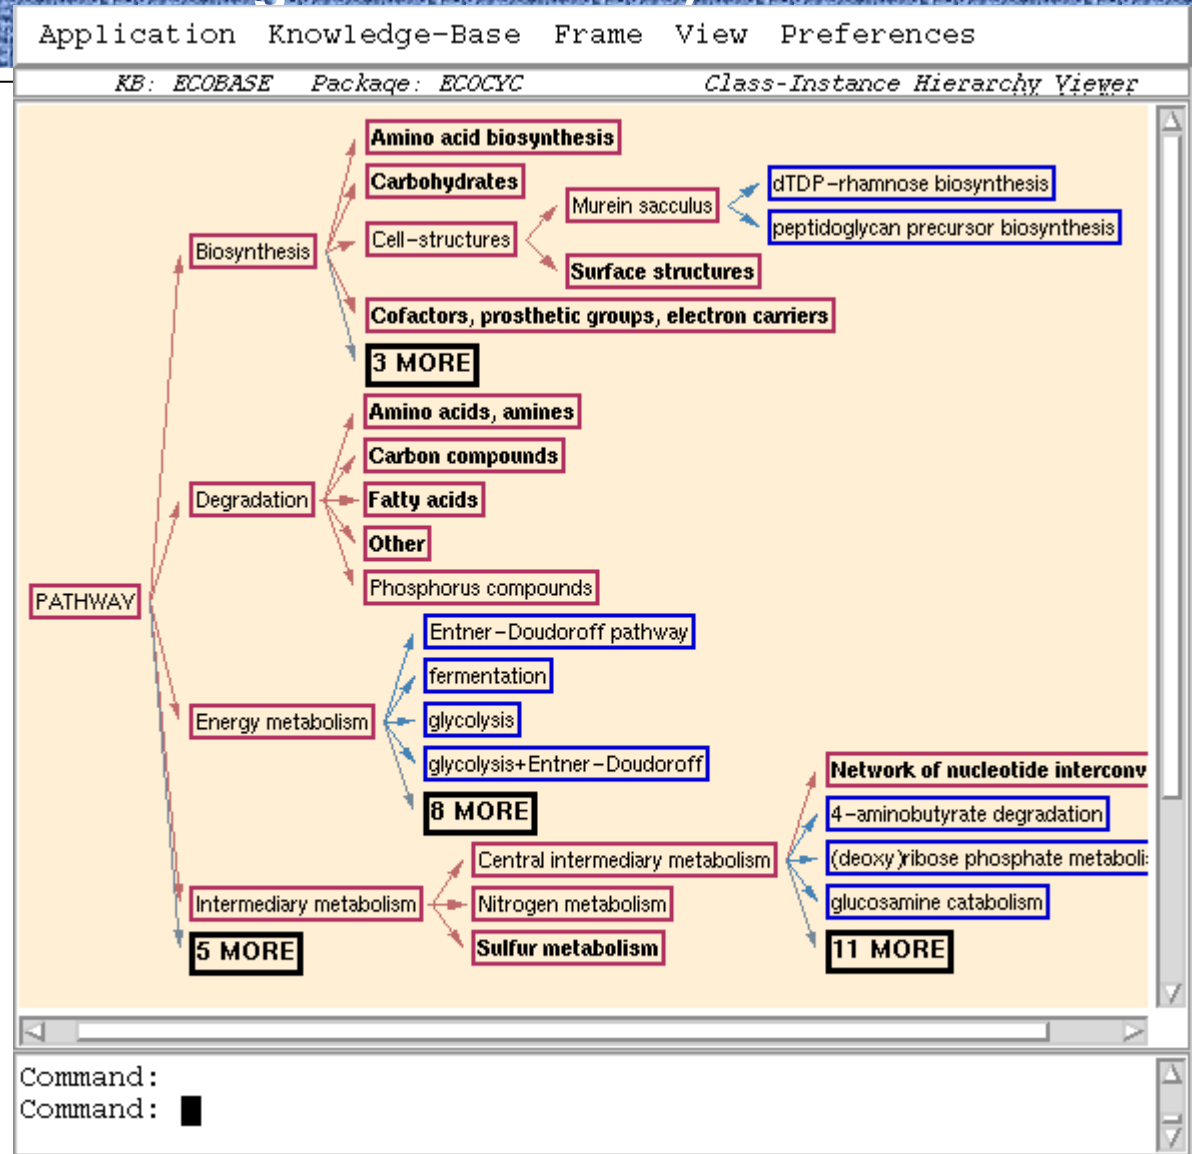 Application Knowledge-Base Frame View Preferences
KB: ECOBASE Package: ECOCYC Class-Instance Hierarchy Viewer
Amino acid biosynthesis
Carbohydrates
dTDP-rhamnose biosynthesis
Murein sacculus
peptidoglycan precursor biosynthesis
Cell-structures
Biosynthesis
Surface structures
Cofactors, prosthetic groups, electron carriers
3 MORE
Amino acids, amines
Carbon compounds
Degradation
Fatty acids
Other
Phosphorus compounds
PATHWAY
Entner-Doudoroff pathway
fermentation
Energy metabolism
glycolysis
glycolysis+Entner-Doudoroff
8 MORE
Network of nucleotide interconv
4-aminobutyrate degradation
Central intermediary metabolism
(deoxy)ribose phosphate metaboli
Intermediary metabolism
Nitrogen metabolism
glucosamine catabolism
5 MORE
Sulfur metabolism
11 MORE
Command:
Command: